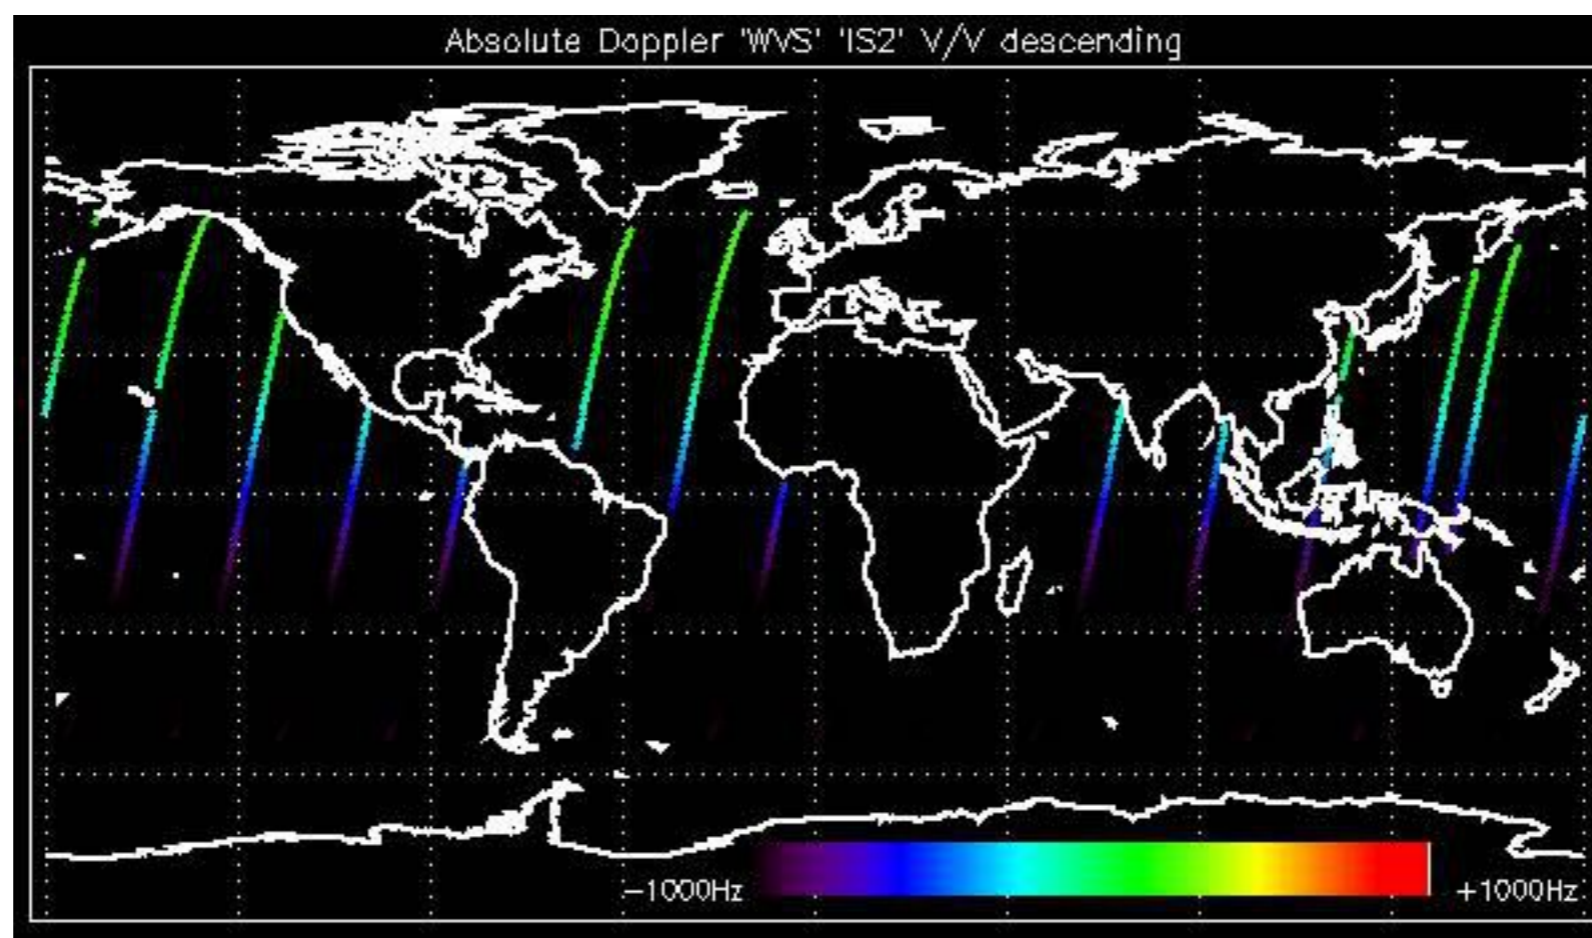 Absolute Doppler 'WVS' 'IS2' V/V descending
−1000Hz
+1000Hz